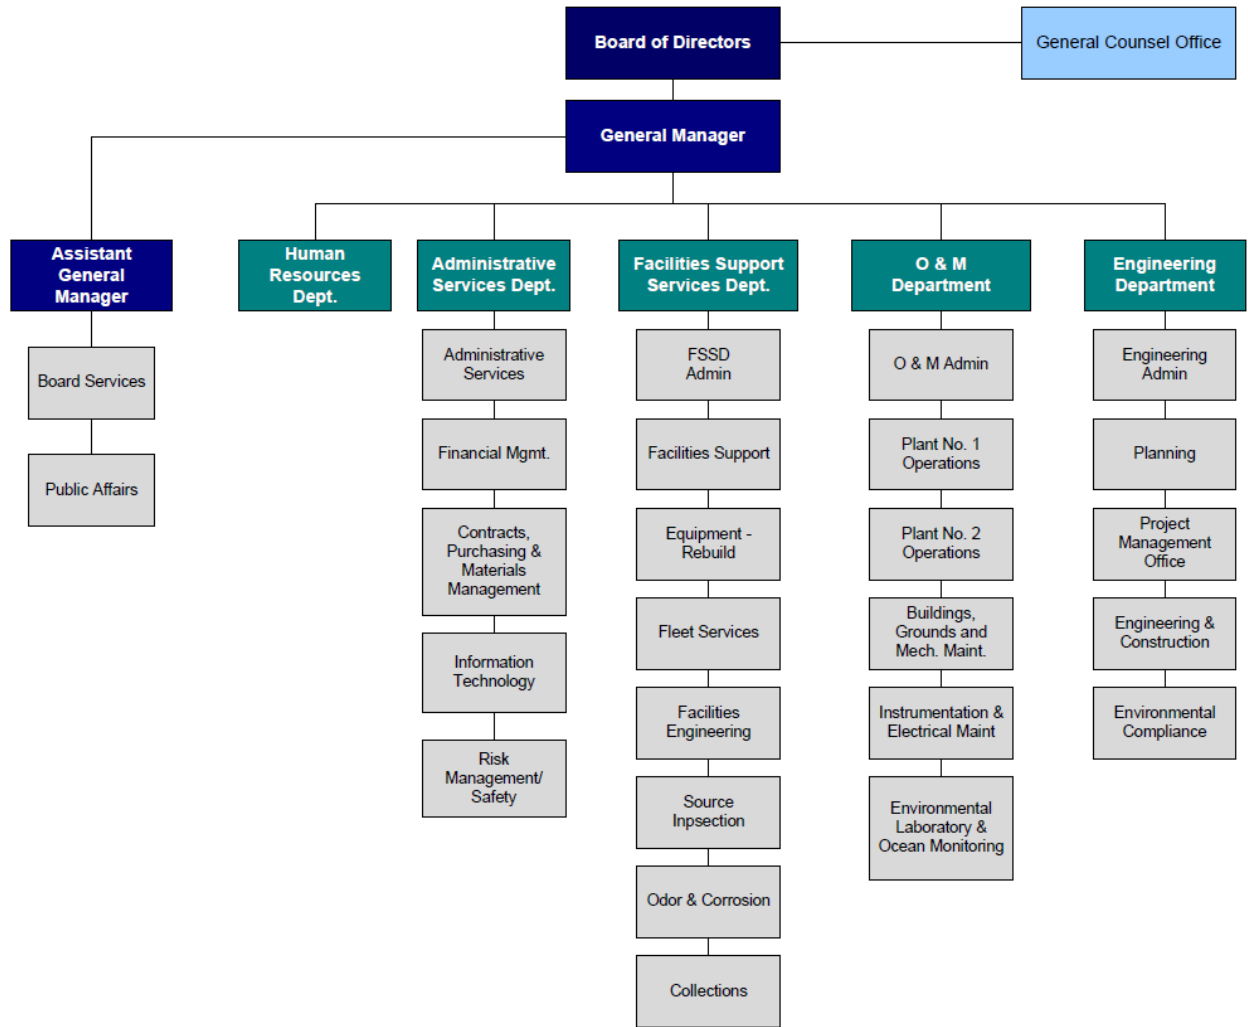 Board of Directors
General Counsel Office
General Manager
Assistant
General
Manager
Human
Resources
Dept.
Administrative
Services Dept.
Facilities Support
Services Dept.
O & M
Department
Engineering
Department
Board Services
Public Affairs
Administrative
Services
Financial Mgmt.
Contracts,
Purchasing &
Materials
Management
Information
Technology
Risk
Management/
Safety
FSSD
Admin
Facilities Support
Equipment -
Rebuild
Fleet Services
Facilities
Engineering
Source
Inpsection
Odor & Corrosion
Collections
O & M Admin
Plant No. 1
Operations
Plant No. 2
Operations
Buildings,
Grounds and
Mech. Maint.
Instrumentation &
Electrical Maint
Environmental
Laboratory &
Ocean Monitoring
Engineering
Admin
Planning
Project
Management
Office
Engineering &
Construction
Environmental
Compliance